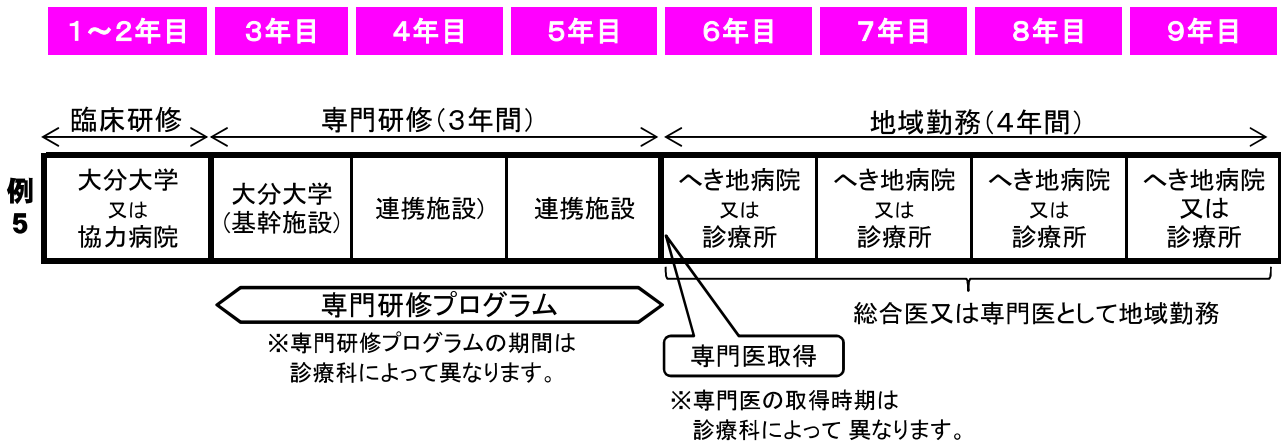 1～2年目 3年目 4年目 5年目 6年目 7年目 8年目 9年目
臨床研修 専門研修（3年間） 地域勤務（4年間）
例
5
大分大学
又は
協力病院
大分大学
（基幹施設）
連携施設）
連携施設
へき地病院
又は
診療所
へき地病院
又は
診療所
へき地病院
又は
診療所
へき地病院
又は
診療所
専門研修プログラム
※専門研修プログラムの期間は
診療科によって異なります。
総合医又は専門医として地域勤務
専門医取得
※専門医の取得時期は
診療科によって 異なります。